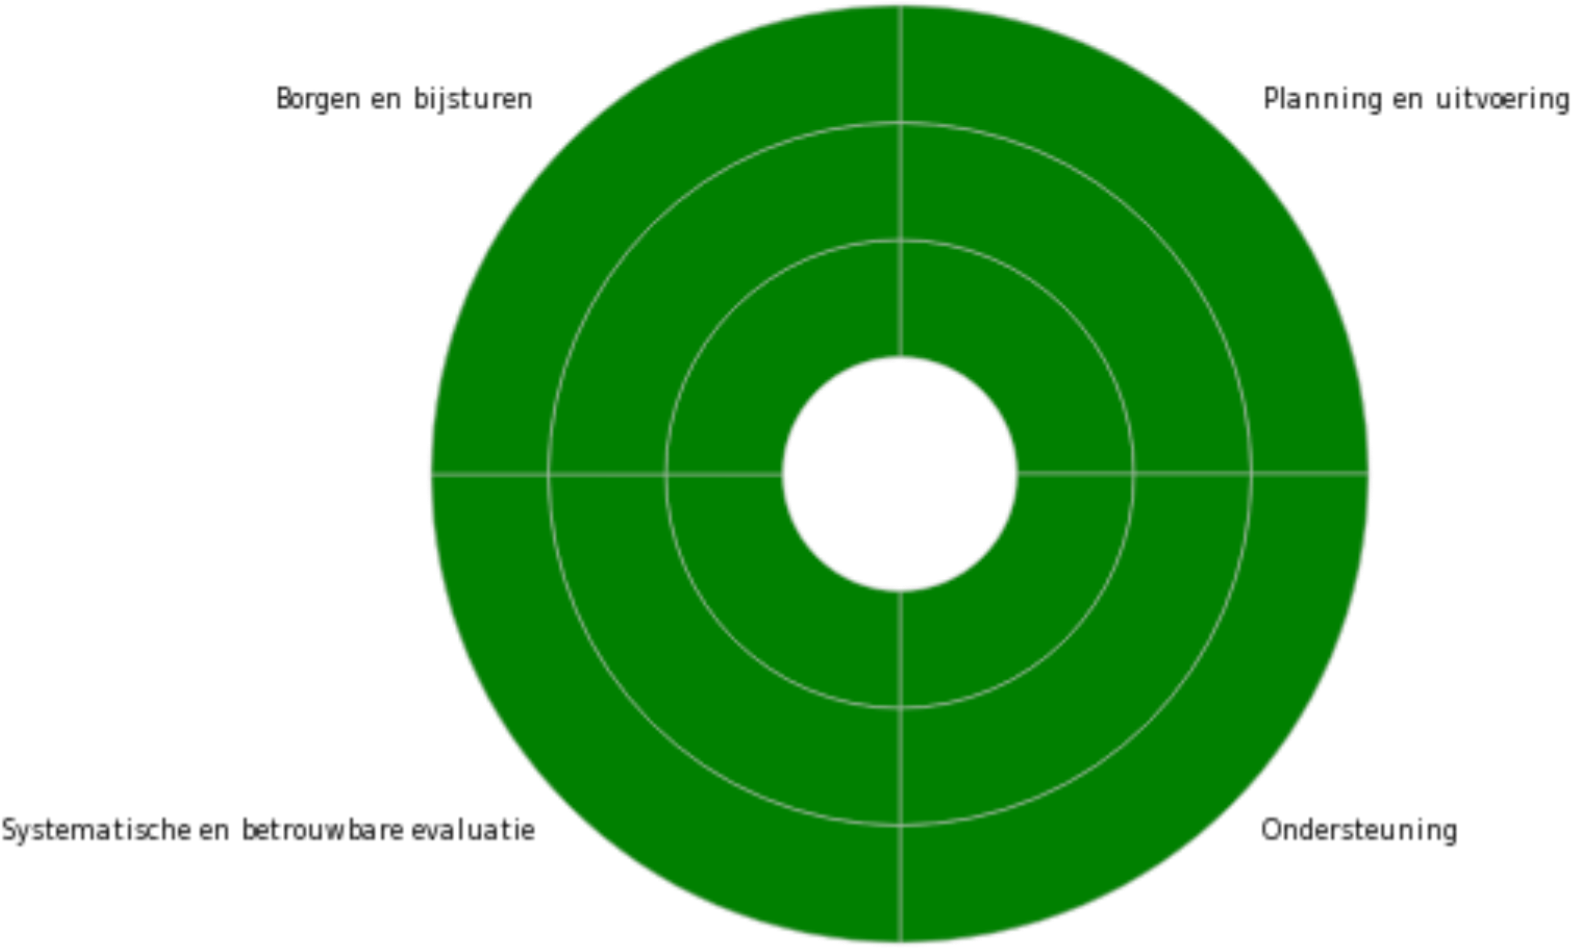 Borgen en bijsturen
Planning en uitvoering
Systematische en betrouwbare evaluatie
Ondersteuning